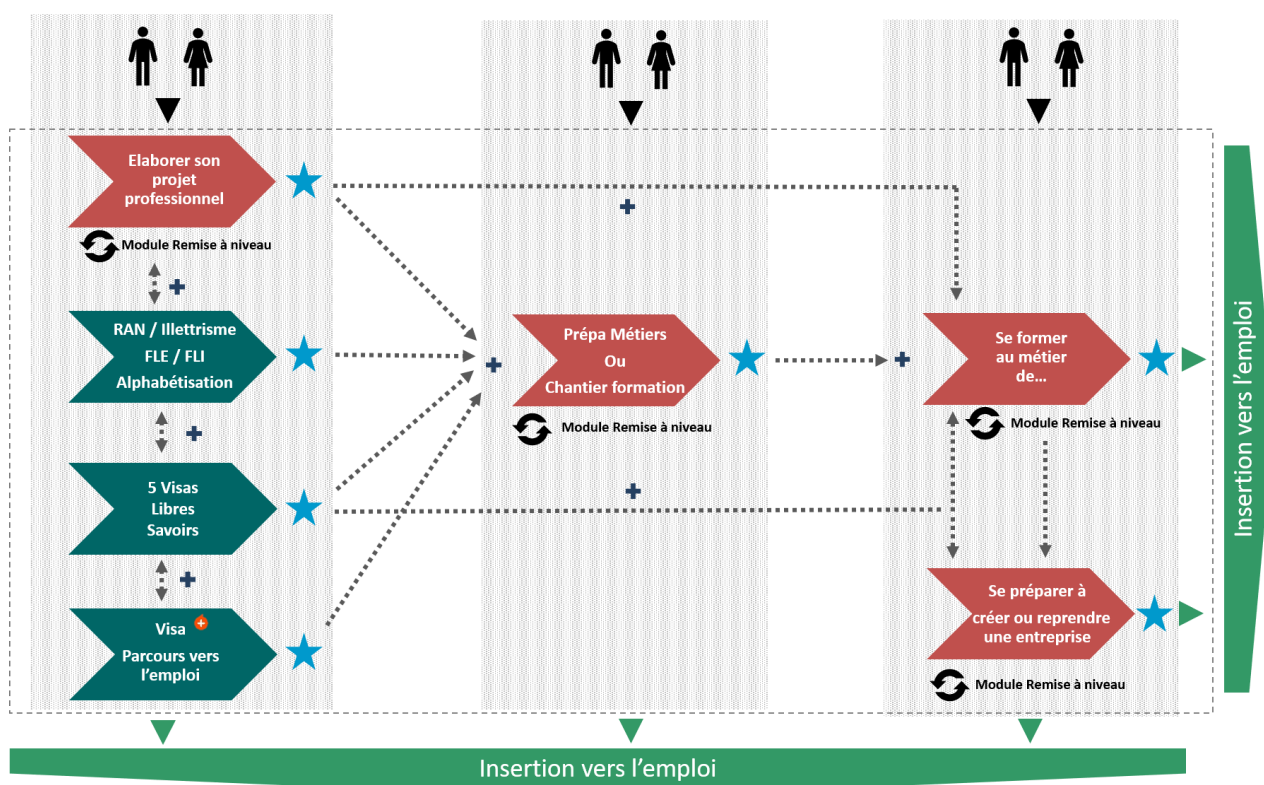 Elaborer son
projet
professionnel
Module Remise à niveau
RAN / Illettrisme
FLE / FLI
Alphabétisation
5 Visas
Libres
Savoirs
Visa +
Parcours vers
l'emploi
Prépa Métiers
Ou
Chantier formation
Module Remise à niveau
Se former
au métier
de...
Module Remise à niveau
Se préparer à
créer ou reprendre
une entreprise
Module Remise à niveau
Insertion vers l'emploi
Insertion vers l'emploi